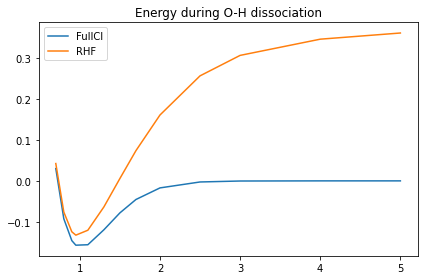 Energy during O-H dissociation
FullCI
RHF
0.3
0.2
0.1
0.0
−0.1
1 2 3 4 5